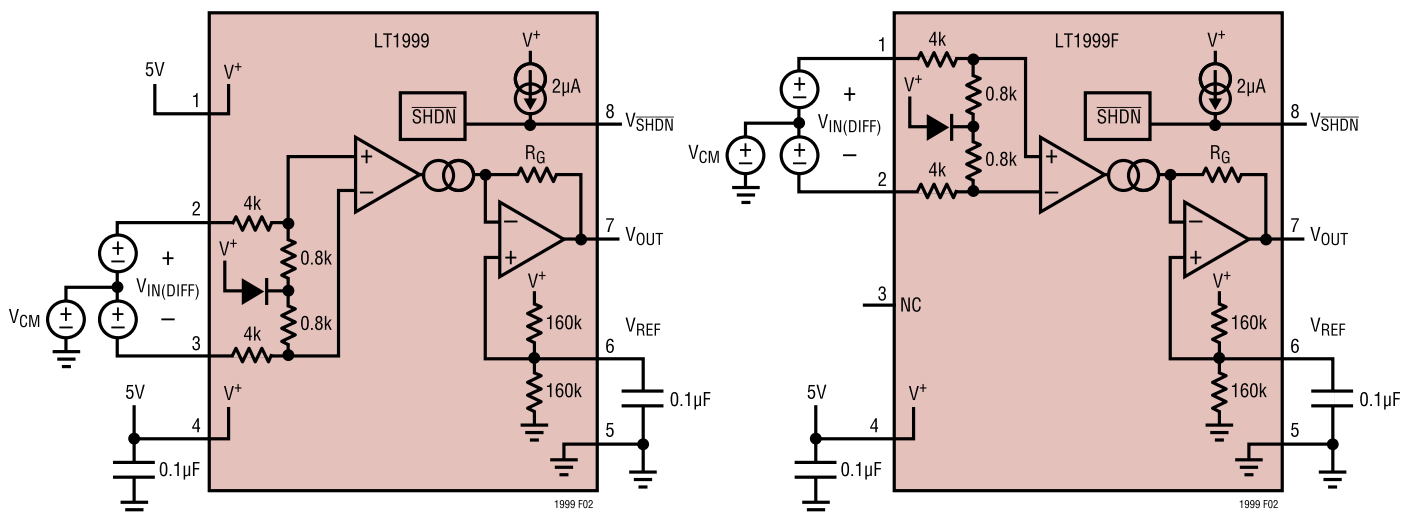 LT1999
V+
2µA
5V
V+
1
SHDN
8
VSHDN
+
−
RG
2
4k
V+
0.8k
+
−
+
VIN(DIFF)
−
+
−
VCM
+
−
0.8k
3
4k
−
+
7
VOUT
V+
160k
VREF
6
160k
0.1µF
5V
V+
4
0.1µF
5
1999 F02
LT1999F
V+
2µA
1
4k
V+
0.8k
+
−
+
VIN(DIFF)
−
VCM
+
−
+
−
0.8k
2
4k
SHDN
8
VSHDN
+
−
RG
−
+
7
VOUT
3
NC
V+
160k
VREF
6
160k
0.1µF
5V
V+
4
0.1µF
5
1999 F02